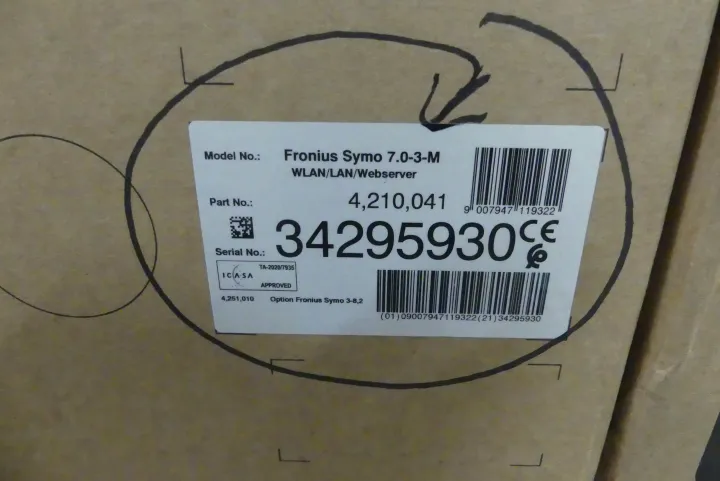 Model No.: Fronius Symo 7.0-3-M
WLAN/LAN/Webserver
Part No.: 4,210,041
9 007947 119322
Serial No.: 34295930 CE
TA-2020/7935
ICASA
APPROVED
4,251,010 Option Fronius Symo 3-8,2
(01)09007947119322(21)34295930